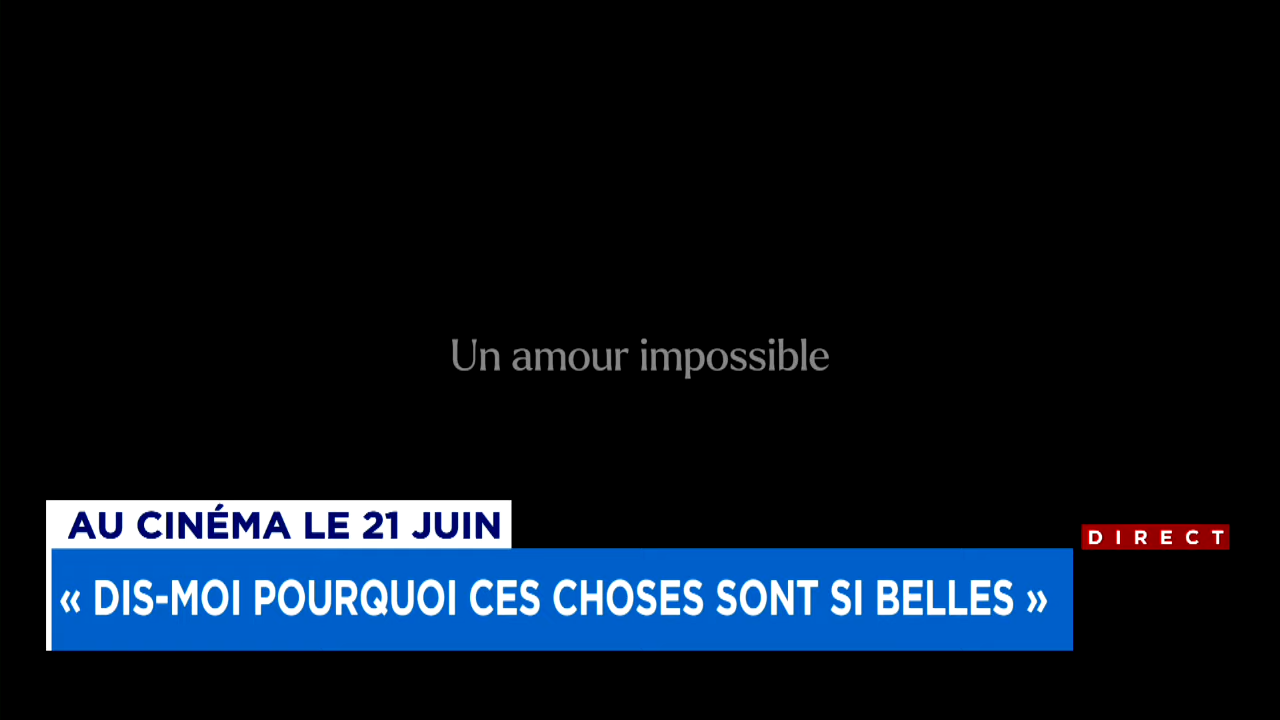 Un amour impossible
AU CINÉMA LE 21 JUIN
DIRECT
« DIS-MOI POURQUOI CES CHOSES SONT SI BELLES »